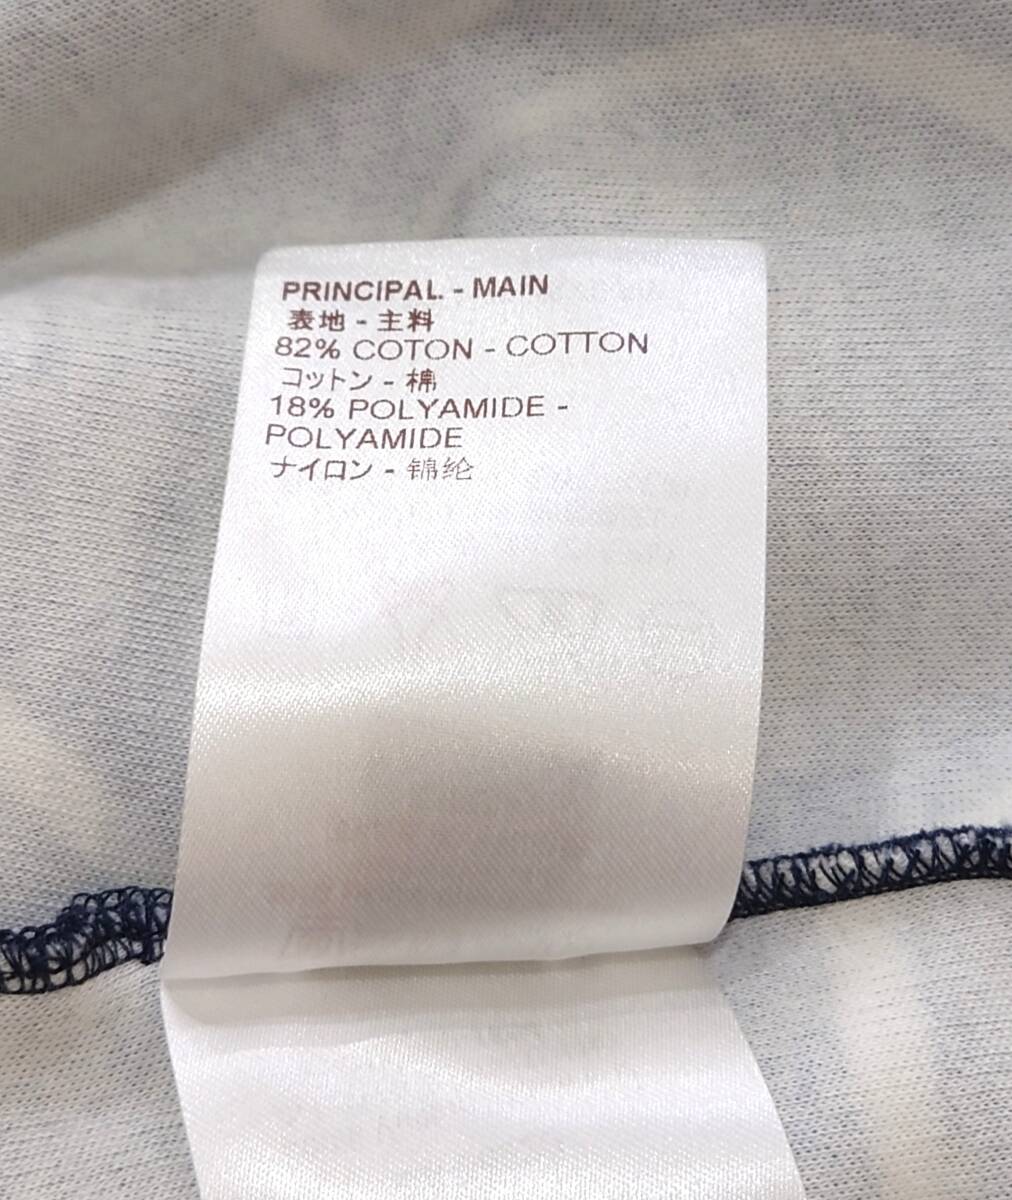 PRINCIPAL - MAIN
表地 - 主料
82% COTON - COTTON
コットン - 棉
18% POLYAMIDE -
POLYAMIDE
ナイロン - 锦纶